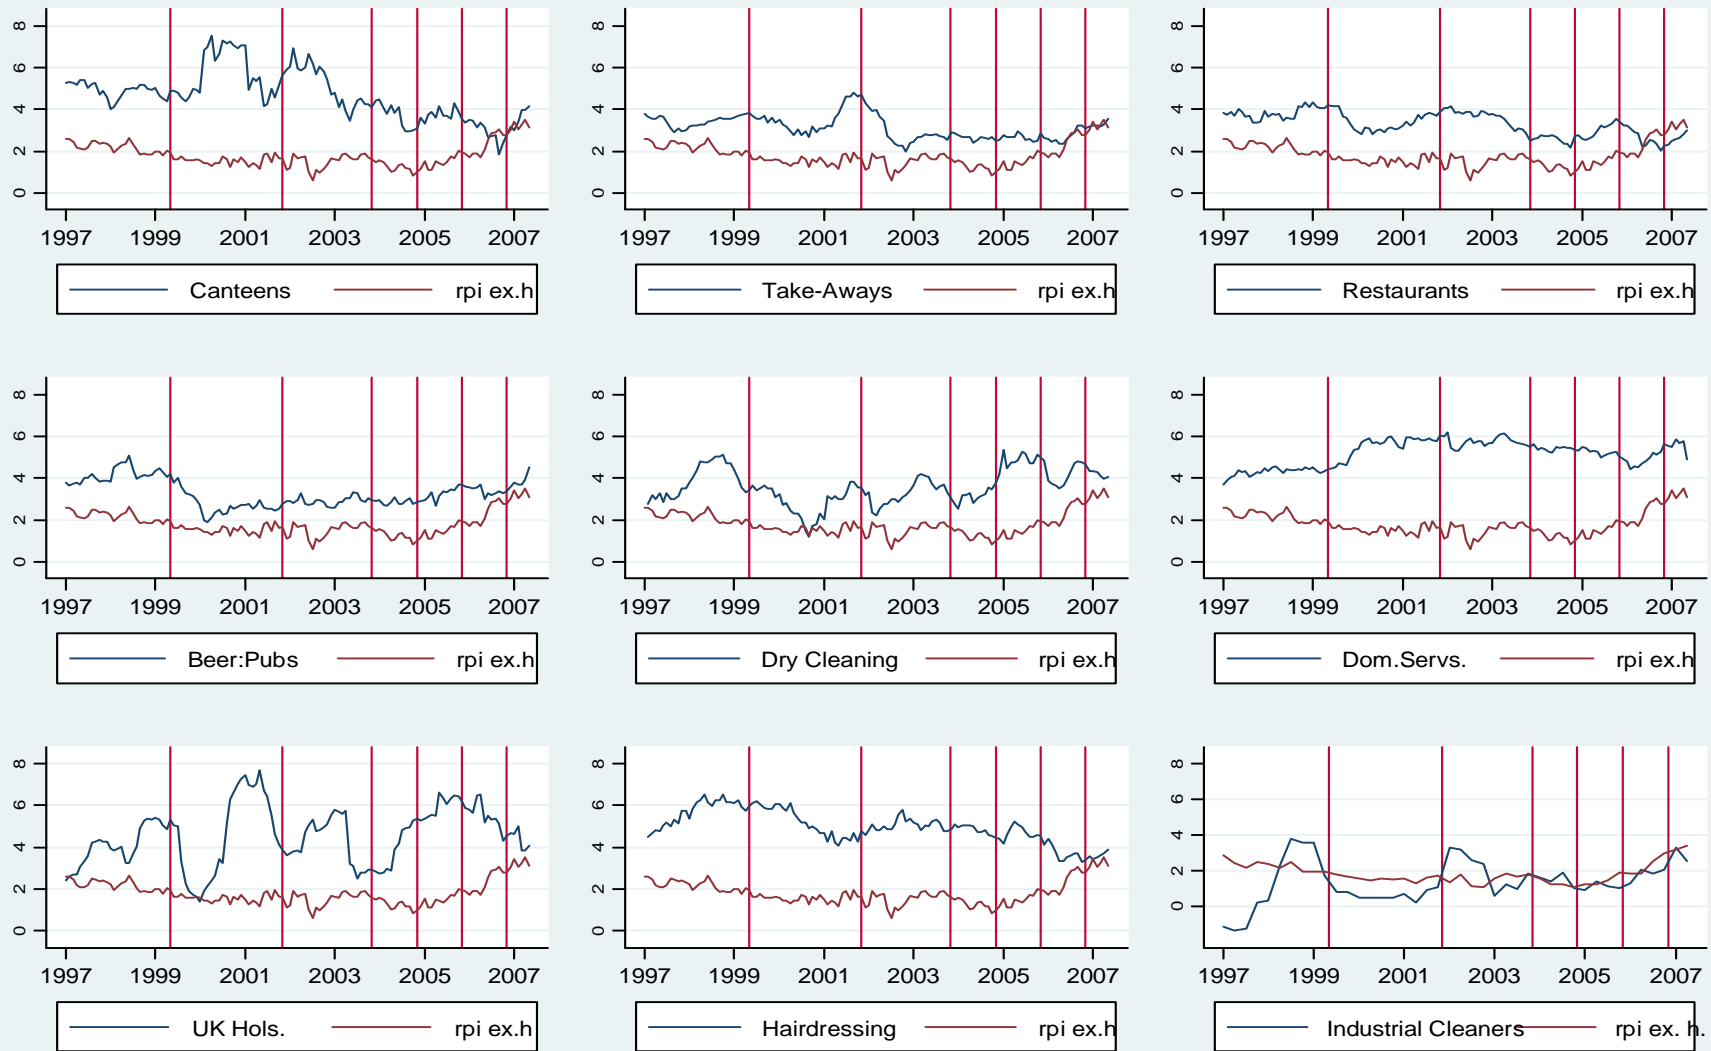 8
6
4
2
0
1997 1999 2001 2003 2005 2007
Canteens rpi ex.h
8
6
4
2
0
1997 1999 2001 2003 2005 2007
Take-Aways rpi ex.h
8
6
4
2
0
1997 1999 2001 2003 2005 2007
Restaurants rpi ex.h
8
6
4
2
0
1997 1999 2001 2003 2005 2007
Beer:Pubs rpi ex.h
8
6
4
2
0
1997 1999 2001 2003 2005 2007
Dry Cleaning rpi ex.h
8
6
4
2
0
1997 1999 2001 2003 2005 2007
Dom.Servs. rpi ex.h
8
6
4
2
0
1997 1999 2001 2003 2005 2007
UK Hols. rpi ex.h
8
6
4
2
0
1997 1999 2001 2003 2005 2007
Hairdressing rpi ex.h
8
6
4
2
0
1997 1999 2001 2003 2005 2007
Industrial Cleaners rpi ex. h.